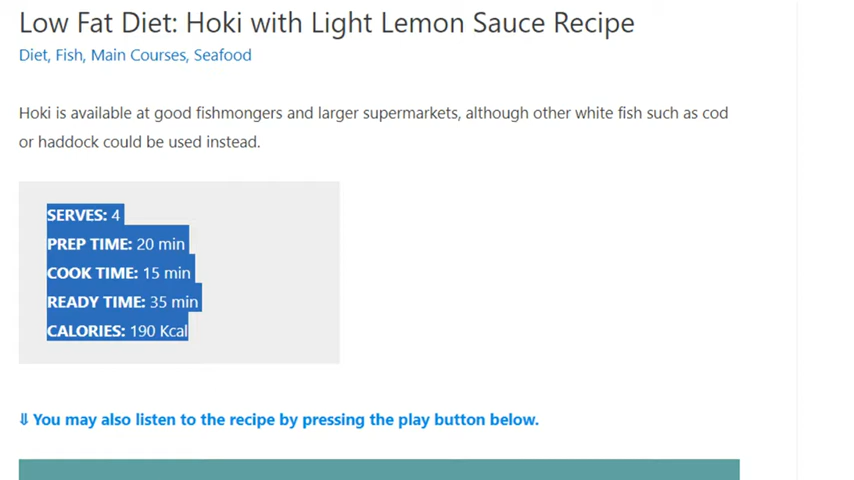 Low Fat Diet: Hoki with Light Lemon Sauce Recipe
Diet, Fish, Main Courses, Seafood
Hoki is available at good fishmongers and larger supermarkets, although other white fish such as cod
or haddock could be used instead.
SERVES: 4
PREP TIME: 20 min
COOK TIME: 15 min
READY TIME: 35 min
CALORIES: 190 Kcal
⇓ You may also listen to the recipe by pressing the play button below.